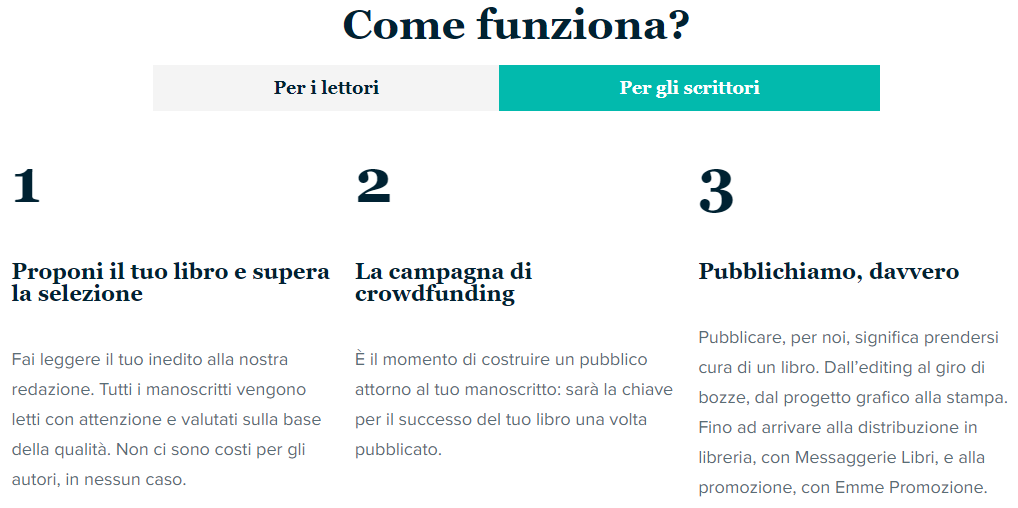 Come funziona?
Per i lettori
Per gli scrittori
1
Proponi il tuo libro e supera
la selezione
Fai leggere il tuo inedito alla nostra
redazione. Tutti i manoscritti vengono
letti con attenzione e valutati sulla base
della qualità. Non ci sono costi per gli
autori, in nessun caso.
2
La campagna di
crowdfunding
È il momento di costruire un pubblico
attorno al tuo manoscritto: sarà la chiave
per il successo del tuo libro una volta
pubblicato.
3
Pubblichiamo, davvero
Pubblicare, per noi, significa prendersi
cura di un libro. Dall’editing al giro di
bozze, dal progetto grafico alla stampa.
Fino ad arrivare alla distribuzione in
libreria, con Messaggerie Libri, e alla
promozione, con Emme Promozione.